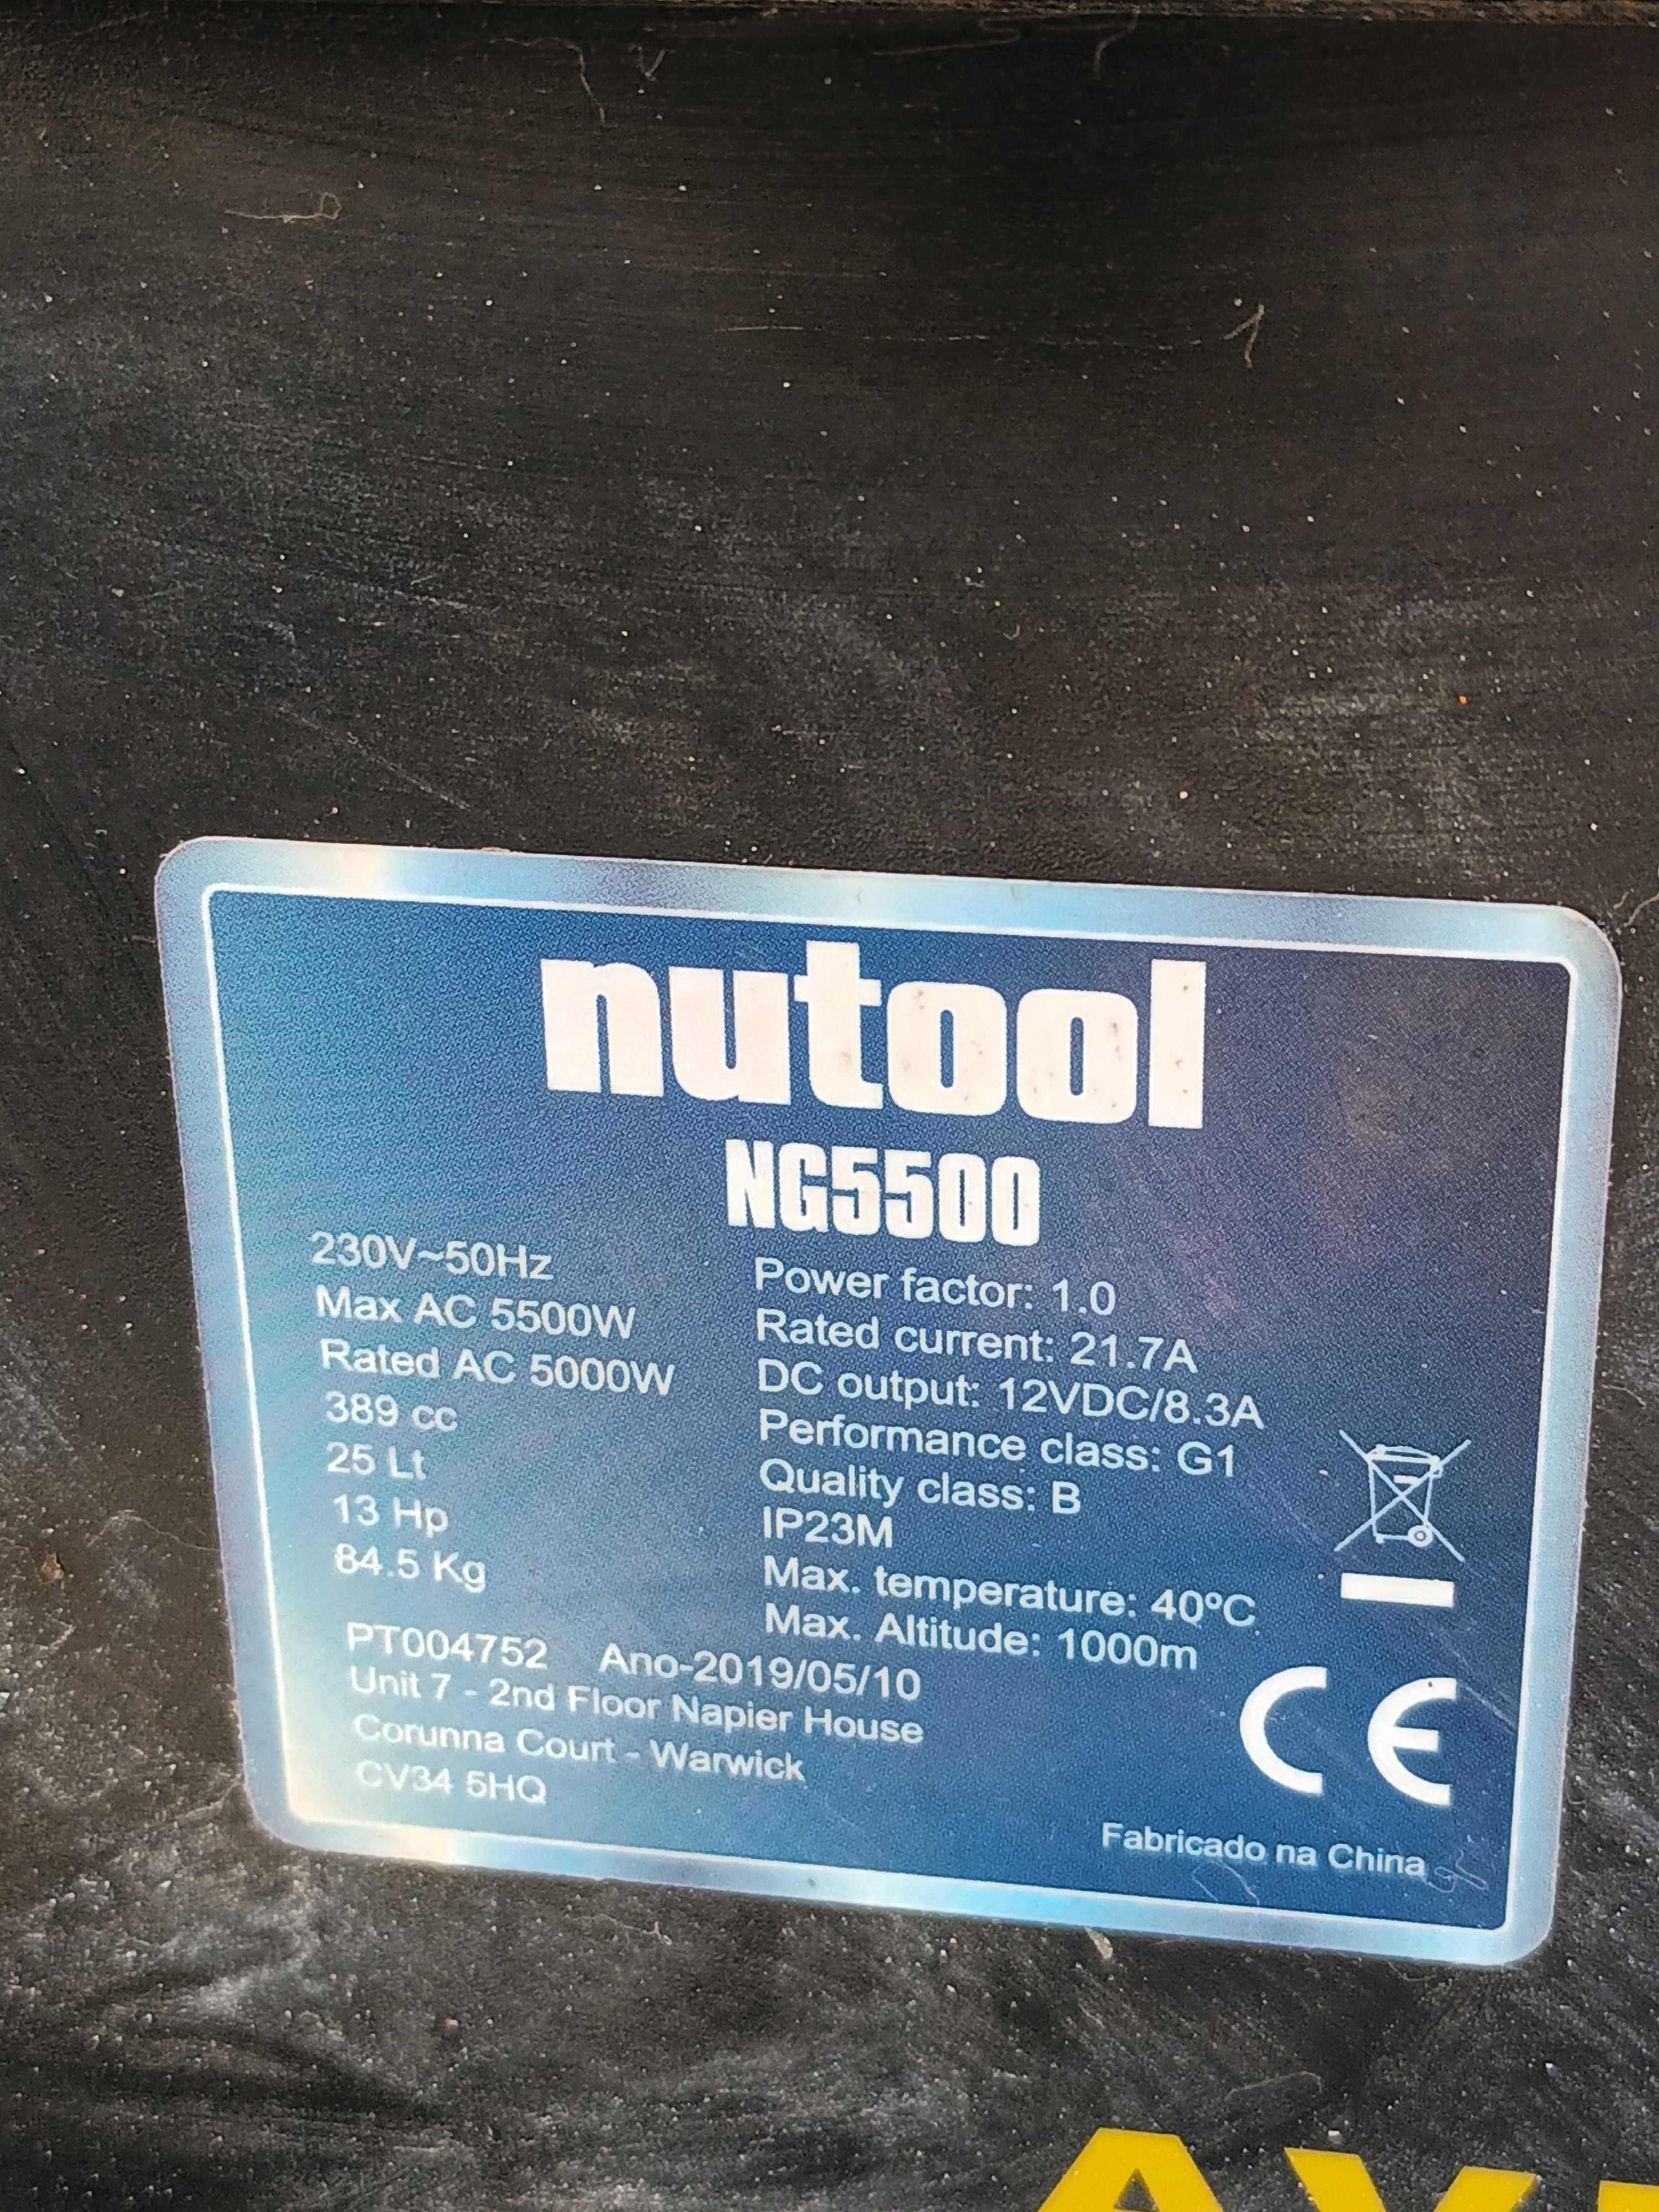 nutool
NG5500
230V~50Hz
Max AC 5500W
Rated AC 5000W
389 cc
25 Lt
13 Hp
84.5 Kg
Power factor: 1.0
Rated current: 21.7A
DC output: 12VDC/8.3A
Performance class: G1
Quality class: B
IP23M
Max. temperature: 40ºC
Max. Altitude: 1000m
PT004752 Ano-2019/05/10
Unit 7 - 2nd Floor Napier House
Corunna Court - Warwick
CV34 5HQ
CE
Fabricado na China